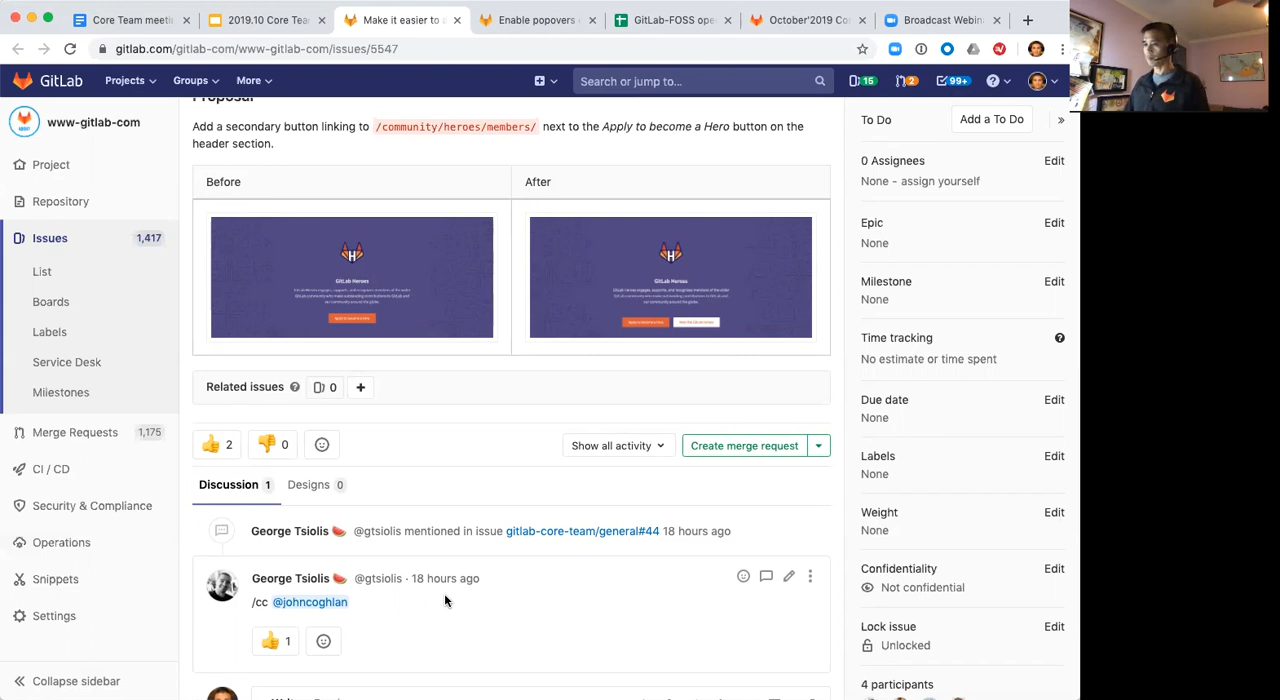 Core Team meeti
2019.10 Core Tea
Make it easier to
Enable popovers
GitLab-FOSS ope
October'2019 Co
Broadcast Webin
gitlab.com/gitlab-com/www-gitlab-com/issues/5547
GitLab
Projects
Groups
More
Search or jump to...
15
2
99+
www-gitlab-com
Project
Repository
Issues 1,417
List
Boards
Labels
Service Desk
Milestones
Merge Requests 1,175
CI / CD
Security & Compliance
Operations
Snippets
Settings
Collapse sidebar
Proposal
Add a secondary button linking to /community/heroes/members/ next to the Apply to become a Hero button on the
header section.
Before After
GitLab Heroes
GitLab Heroes
Related issues 0
2 0
Show all activity
Create merge request
Discussion 1 Designs 0
George Tsiolis @gtsiolis mentioned in issue gitlab-core-team/general#44 18 hours ago
George Tsiolis @gtsiolis · 18 hours ago
/cc @johncoghlan
1
To Do Add a To Do
0 Assignees Edit
None - assign yourself
Epic Edit
None
Milestone Edit
None
Time tracking
No estimate or time spent
Due date Edit
None
Labels Edit
None
Weight Edit
None
Confidentiality Edit
Not confidential
Lock issue Edit
Unlocked
4 participants